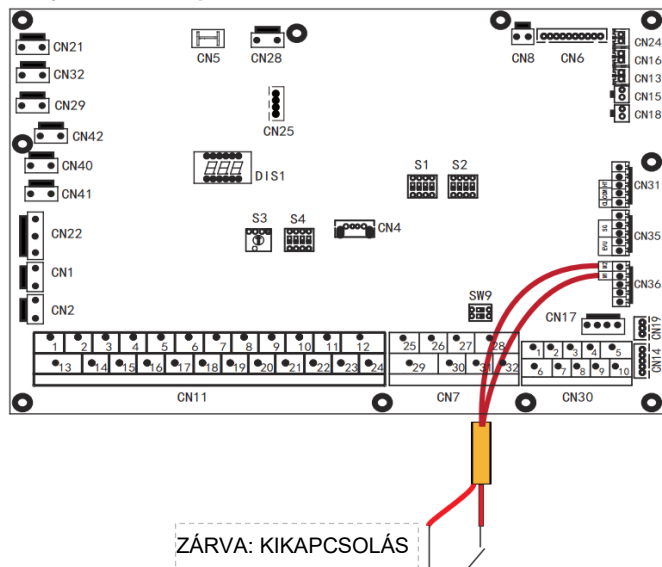 CN21
CN5
CN28
CN8
CN6
CN24
CN32
CN16
CN13
CN29
CN15
CN18
CN25
CN42
CN40
DIS1
S1
S2
CN31
CN41
S3
S4
CN4
SG
EVU
CN35
CN22
M2
M1
CN36
CN1
SW9
CN2
CN17
CN19
1 2 3 4 5 6 7 8 9 10 11 12
25 26 27 28
1 2 3 4 5
CN14
13 14 15 16 17 18 19 20 21 22 23 24
29 30 31 32
6 7 8 9 10
CN11
CN7
CN30
ZÁRVA: KIKAPCSOLÁS